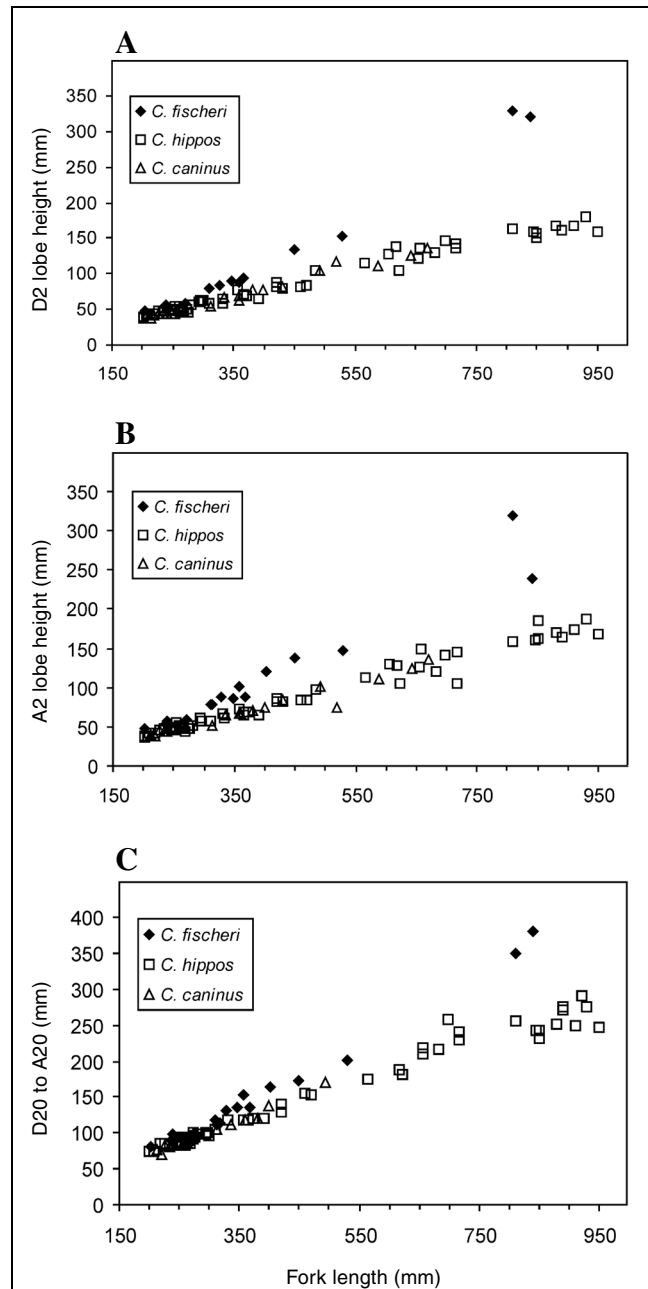 A
D2 lobe height (mm)
350
300
250
200
150
100
50
0
C. fischeri
C. hippos
C. caninus
150 350 550 750 950
B
A2 lobe height (mm)
350
300
250
200
150
100
50
0
C. fischeri
C. hippos
C. caninus
150 350 550 750 950
C
D20 to A20 (mm)
400
350
300
250
200
150
100
50
0
C. fischeri
C. hippos
C. caninus
150 350 550 750 950
Fork length (mm)